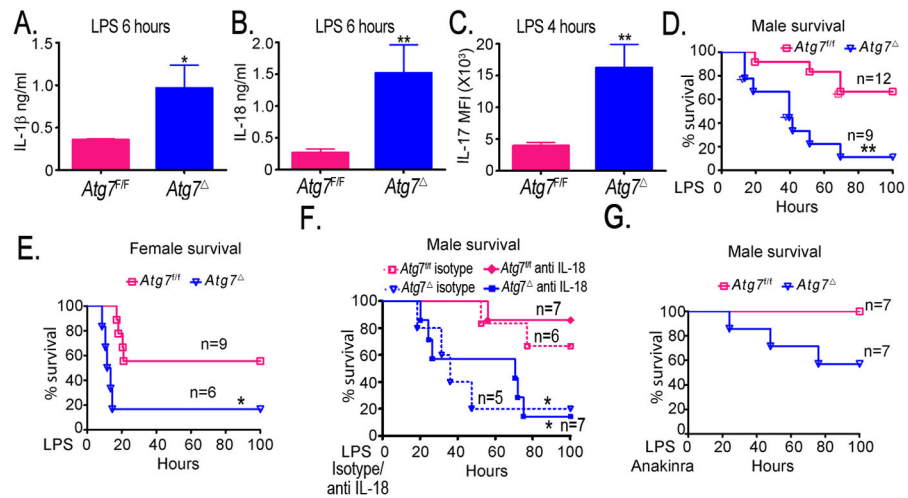 A.
LPS 6 hours
IL-1β ng/ml
1.5
1.0
0.5
0
*
Atg7F/F
Atg7△
B.
LPS 6 hours
IL-18 ng/ml
2.0
1.5
1.0
0.5
0
**
Atg7F/F
Atg7△
C.
LPS 4 hours
IL-17 MFI (X10³)
25
20
15
10
5
0
**
Atg7F/F
Atg7△
D.
Male survival
Atg7f/f Atg7△
% survival
100
80
60
40
20
n=12
n=9
**
LPS 0 20 40 60 80 100
Hours
E.
Female survival
Atg7f/f Atg7△
% survival
100
80
60
40
20
n=9
n=6
*
LPS 0 20 40 60 80 100
Hours
F.
Male survival
Atg7f/f isotype Atg7f/f anti IL-18
Atg7△ isotype Atg7△ anti IL-18
% survival
100
80
60
40
20
n=7
n=6
n=5
*
* n=7
LPS 0 20 40 60 80 100
Isotype/
anti IL-18
Hours
G.
Male survival
Atg7f/f Atg7△
% survival
100
80
60
40
20
n=7
n=7
LPS 0 20 40 60 80 100
Anakinra
Hours